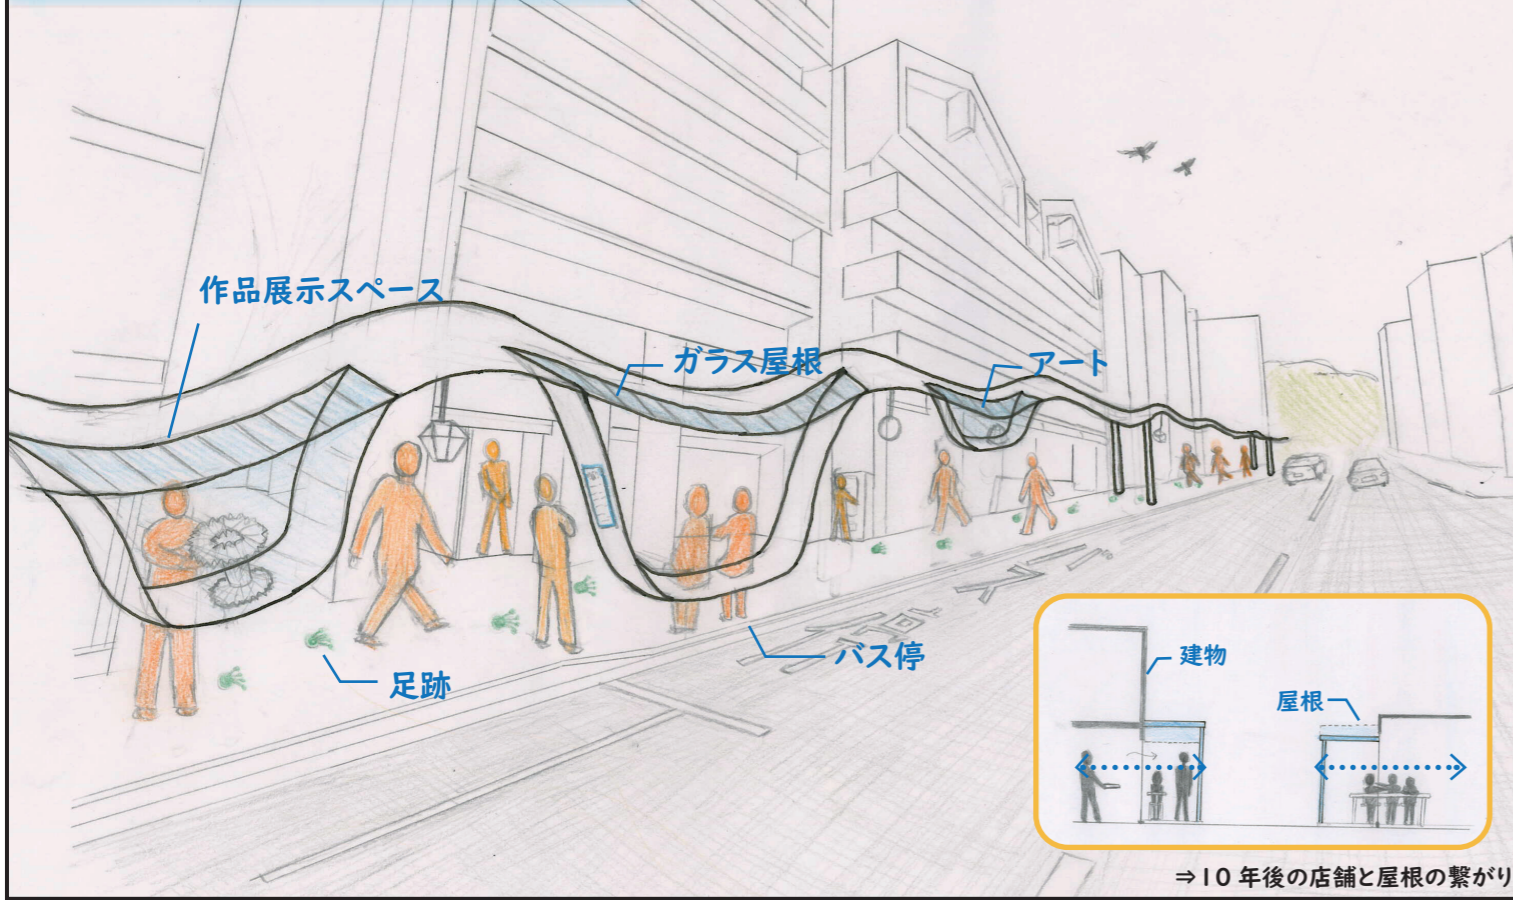 作品展示スペース
ガラス屋根
アート
バス停
足跡
建物
屋根
⇒10年後の店舗と屋根の繋がり